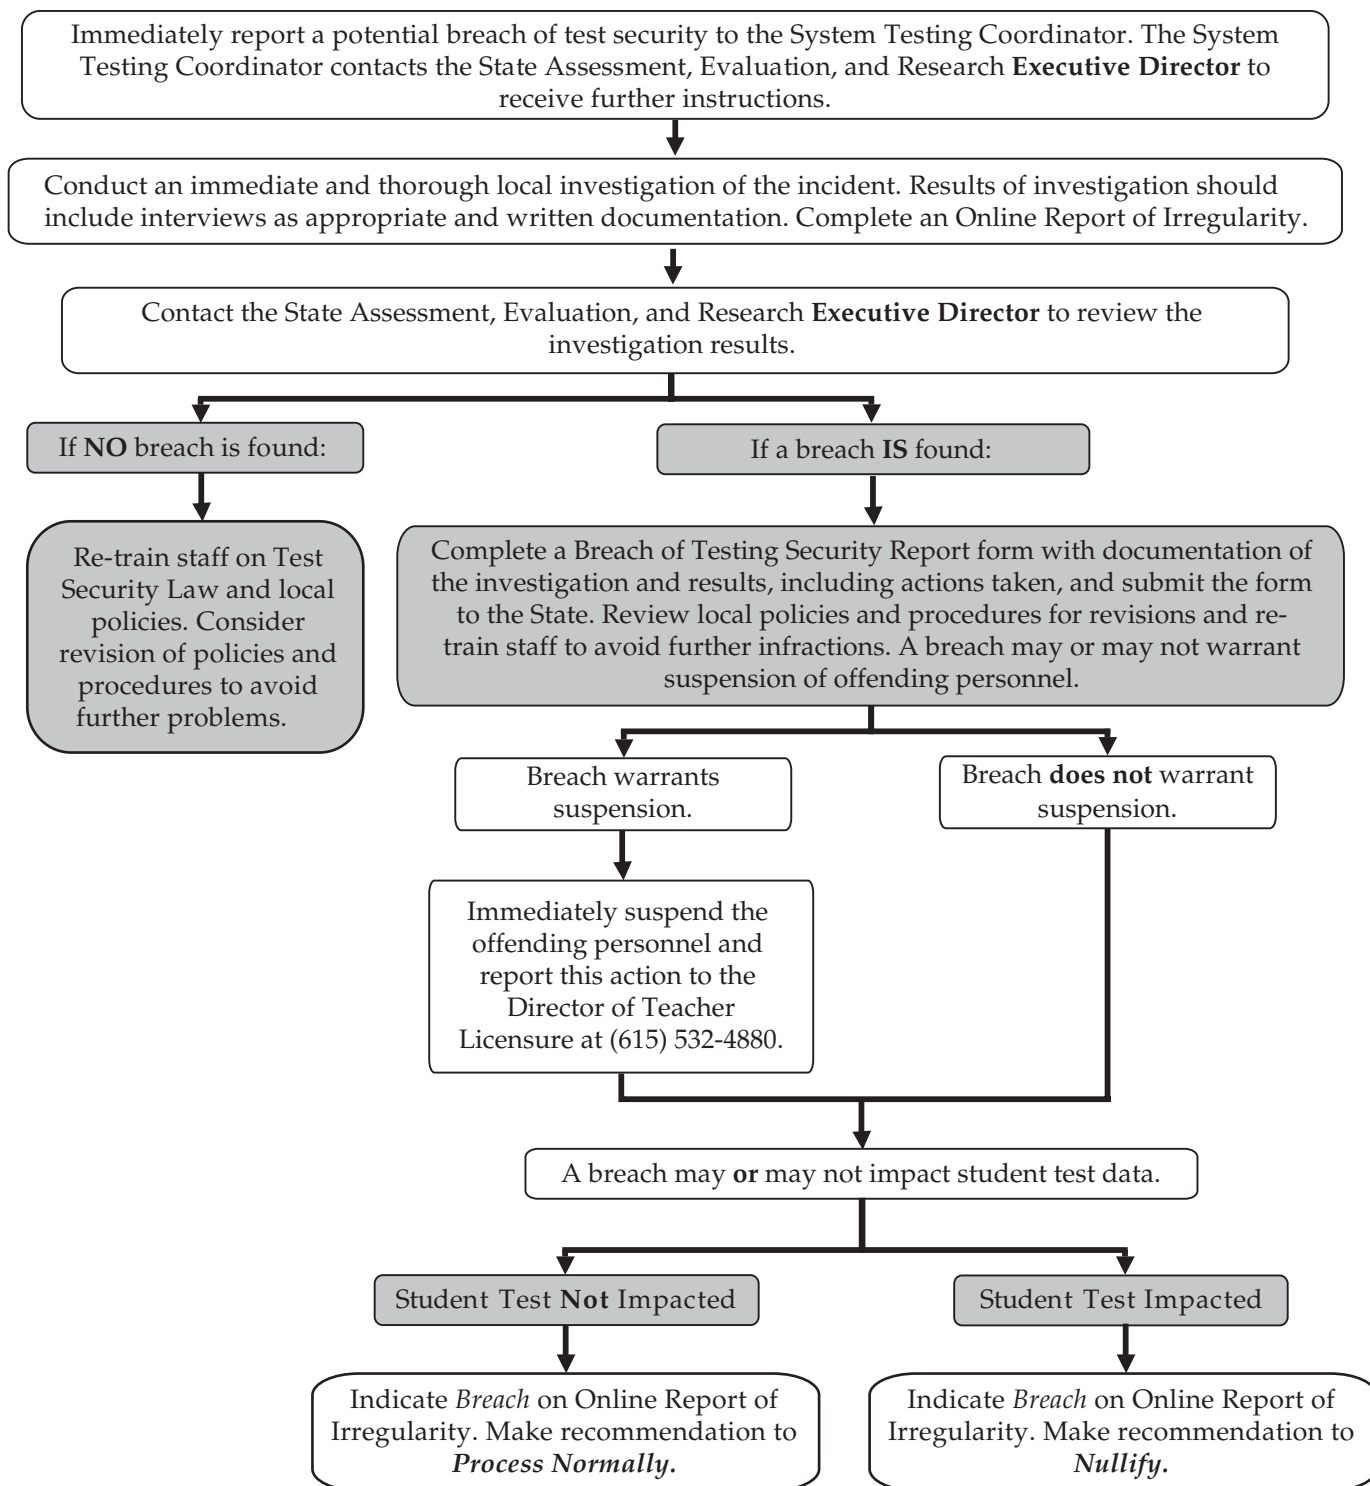 Immediately report a potential breach of test security to the System Testing Coordinator. The System
Testing Coordinator contacts the State Assessment, Evaluation, and Research Executive Director to
receive further instructions.
Conduct an immediate and thorough local investigation of the incident. Results of investigation should
include interviews as appropriate and written documentation. Complete an Online Report of Irregularity.
Contact the State Assessment, Evaluation, and Research Executive Director to review the
investigation results.
If NO breach is found:
If a breach IS found:
Re-train staff on Test
Security Law and local
policies. Consider
revision of policies and
procedures to avoid
further problems.
Complete a Breach of Testing Security Report form with documentation of
the investigation and results, including actions taken, and submit the form
to the State. Review local policies and procedures for revisions and re-
train staff to avoid further infractions. A breach may or may not warrant
suspension of offending personnel.
Breach warrants
suspension.
Breach does not warrant
suspension.
Immediately suspend the
offending personnel and
report this action to the
Director of Teacher
Licensure at (615) 532-4880.
A breach may or may not impact student test data.
Student Test Not Impacted
Student Test Impacted
Indicate Breach on Online Report of
Irregularity. Make recommendation to
Process Normally.
Indicate Breach on Online Report of
Irregularity. Make recommendation to
Nullify.